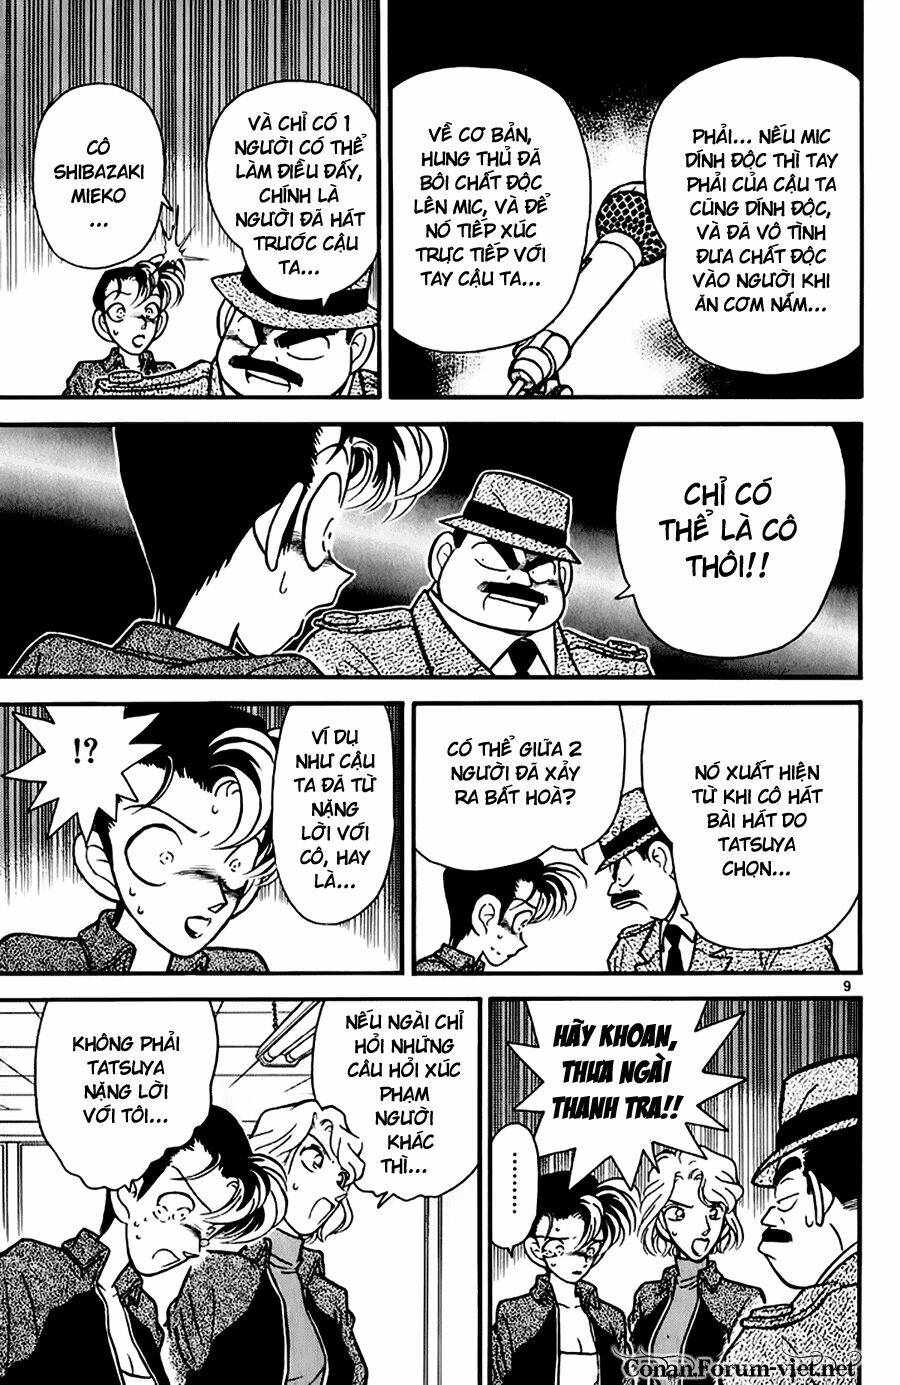 PHẢI... NẾU MIC
DÍNH ĐỘC THÌ TAY
PHẢI CỦA CẬU TA
CŨNG DÍNH ĐỘC,
VÀ ĐÃ VÔ TÌNH
ĐƯA CHẤT ĐỘC
VÀO NGƯỜI KHI
ĂN CƠM NẮM...
VỀ CƠ BẢN,
HUNG THỦ ĐÃ
BÔI CHẤT ĐỘC
LÊN MIC, VÀ ĐỂ
NÓ TIẾP XÚC
TRỰC TIẾP VỚI
TAY CẬU TA...
VÀ CHỈ CÓ 1
NGƯỜI CÓ THỂ
LÀM ĐIỀU ĐẤY,
CHÍNH LÀ
NGƯỜI ĐÃ HÁT
TRƯỚC CẬU
TA...
CÔ
SHIBAZAKI
MIEKO
...
CHỈ CÓ
THỂ LÀ CÔ
THÔI!!
NÓ XUẤT HIỆN
TỪ KHI CÔ HÁT
BÀI HÁT DO
TATSUYA
CHỌN...
CÓ THỂ GIỮA 2
NGƯỜI ĐÃ XẢY
RA BẤT HOÀ?
VÍ DỤ
NHƯ CẬU
TA ĐÃ TỪ
NẶNG
LỜI VỚI
CÔ, HAY
LÀ...
!?
9
HÃY KHOAN,
THƯA NGÀI
THANH TRA!!
.........
NẾU NGÀI CHỈ
HỎI NHỮNG
CÂU HỎI XÚC
PHẠM
NGƯỜI
KHÁC
THÌ...
KHÔNG PHẢI
TATSUYA
NẶNG LỜI
VỚI TÔI...
Conan.Forum-viet.net